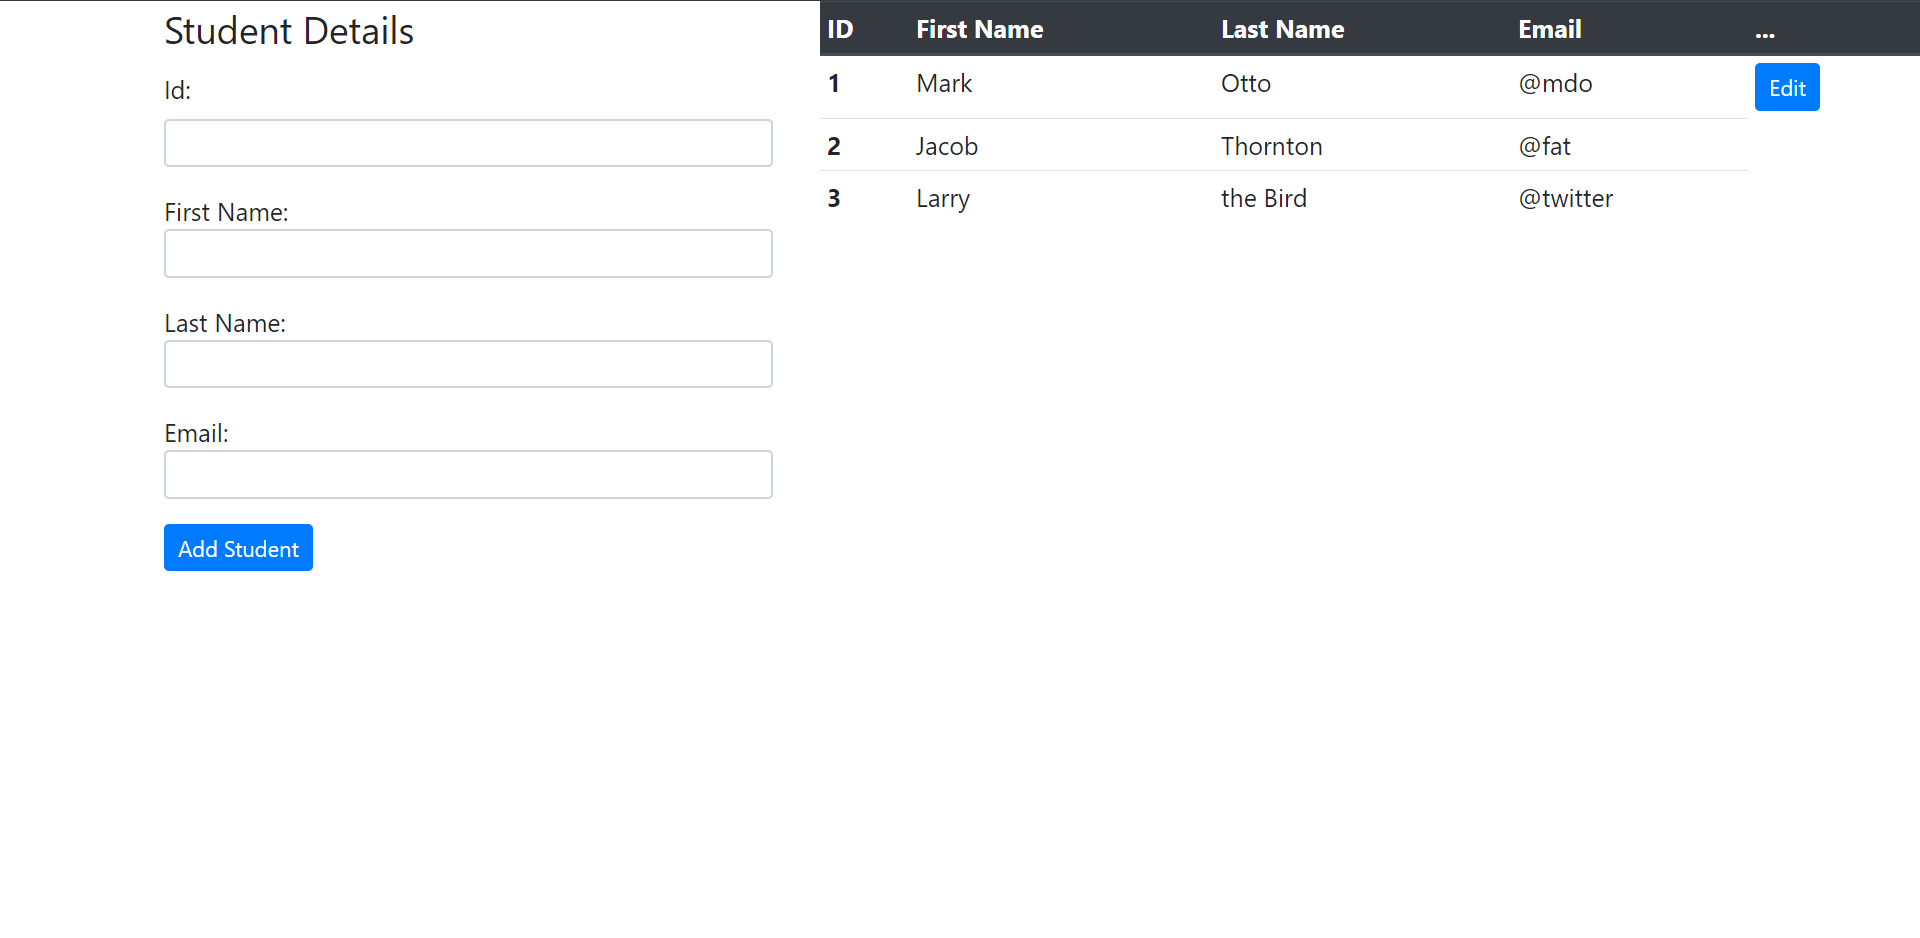 Student Details
Id:
First Name:
Last Name:
Email:
Add Student
ID First Name Last Name Email ...
1 Mark Otto @mdo Edit
2 Jacob Thornton @fat
3 Larry the Bird @twitter